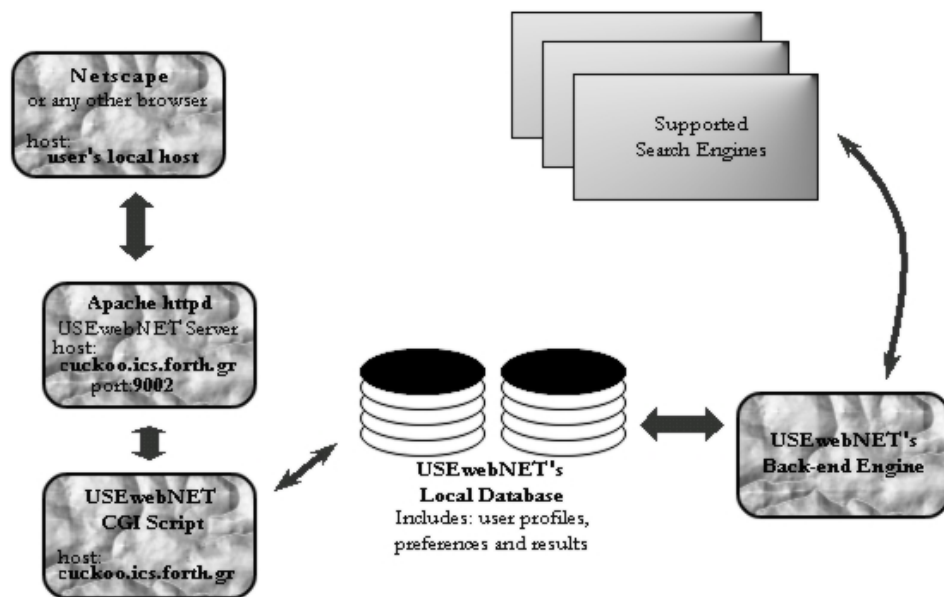 Netscape
or any other browser
host:
user's local host
Supported
Search Engines
Apache httpd
USEwebNET Server
host:
cuckoo.ics.forth.gr
port:9002
USEwebNET's
Local Database
Includes: user profiles,
preferences and results
USEwebNET's
Back-end Engine
USEwebNET
CGI Script
host:
cuckoo.ics.forth.gr